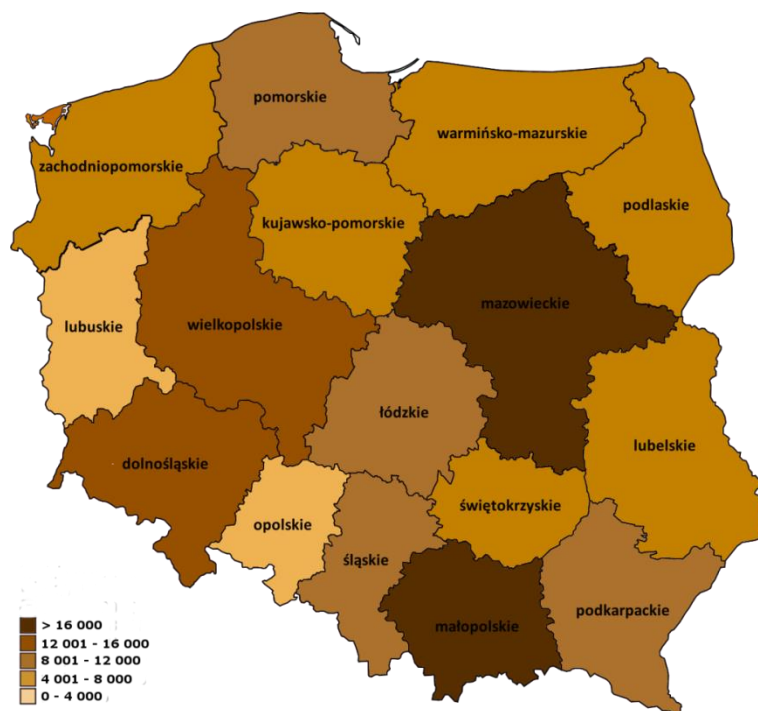 pomorskie
warmińsko-mazurskie
zachodniopomorskie
podlaskie
kujawsko-pomorskie
mazowieckie
lubuskie
wielkopolskie
łódzkie
lubelskie
dolnośląskie
świętokrzyskie
opolskie
śląskie
podkarpackie
małopolskie
> 16 000
12 001 - 16 000
8 001 - 12 000
4 001 - 8 000
0 - 4 000